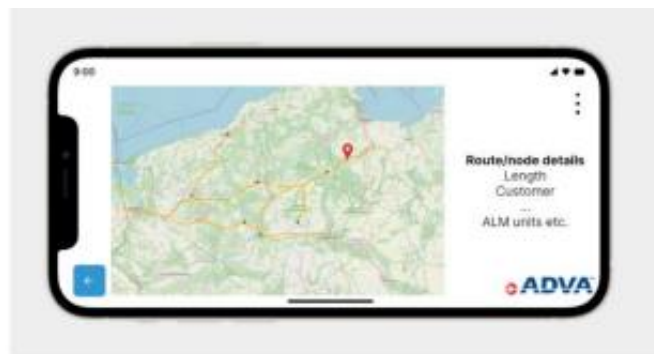 9:00
Route/node details
Length
Customer
...
ALM units etc.
ADVA